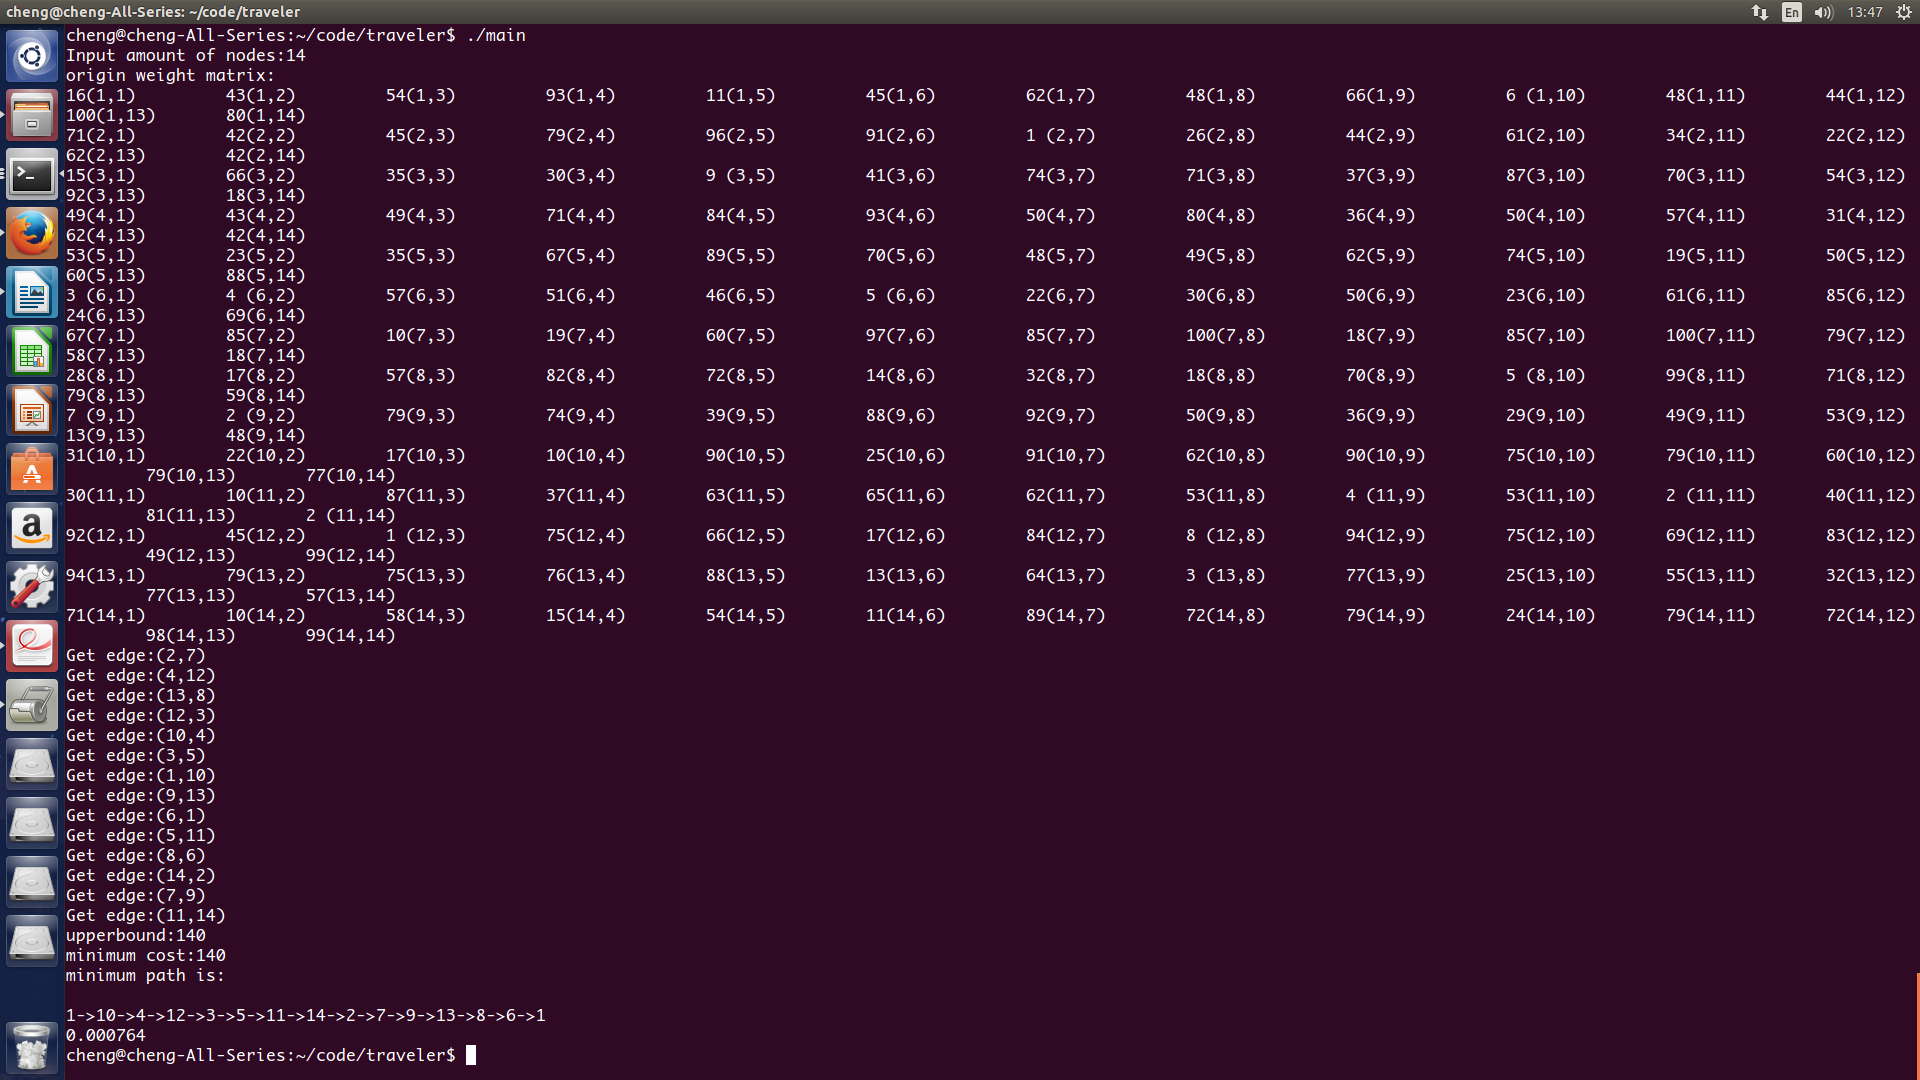 cheng@cheng-All-Series: ~/code/traveler
En
13:47
cheng@cheng-All-Series:~/code/traveler$ ./main
Input amount of nodes:14
origin weight matrix:
16(1,1) 43(1,2) 54(1,3) 93(1,4) 11(1,5) 45(1,6) 62(1,7) 48(1,8) 66(1,9) 6 (1,10) 48(1,11) 44(1,12)
100(1,13) 80(1,14)
71(2,1) 42(2,2) 45(2,3) 79(2,4) 96(2,5) 91(2,6) 1 (2,7) 26(2,8) 44(2,9) 61(2,10) 34(2,11) 22(2,12)
62(2,13) 42(2,14)
15(3,1) 66(3,2) 35(3,3) 30(3,4) 9 (3,5) 41(3,6) 74(3,7) 71(3,8) 37(3,9) 87(3,10) 70(3,11) 54(3,12)
92(3,13) 18(3,14)
49(4,1) 43(4,2) 49(4,3) 71(4,4) 84(4,5) 93(4,6) 50(4,7) 80(4,8) 36(4,9) 50(4,10) 57(4,11) 31(4,12)
62(4,13) 42(4,14)
53(5,1) 23(5,2) 35(5,3) 67(5,4) 89(5,5) 70(5,6) 48(5,7) 49(5,8) 62(5,9) 74(5,10) 19(5,11) 50(5,12)
60(5,13) 88(5,14)
3 (6,1) 4 (6,2) 57(6,3) 51(6,4) 46(6,5) 5 (6,6) 22(6,7) 30(6,8) 50(6,9) 23(6,10) 61(6,11) 85(6,12)
24(6,13) 69(6,14)
67(7,1) 85(7,2) 10(7,3) 19(7,4) 60(7,5) 97(7,6) 85(7,7) 100(7,8) 18(7,9) 85(7,10) 100(7,11) 79(7,12)
58(7,13) 18(7,14)
28(8,1) 17(8,2) 57(8,3) 82(8,4) 72(8,5) 14(8,6) 32(8,7) 18(8,8) 70(8,9) 5 (8,10) 99(8,11) 71(8,12)
79(8,13) 59(8,14)
7 (9,1) 2 (9,2) 79(9,3) 74(9,4) 39(9,5) 88(9,6) 92(9,7) 50(9,8) 36(9,9) 29(9,10) 49(9,11) 53(9,12)
13(9,13) 48(9,14)
31(10,1) 22(10,2) 17(10,3) 10(10,4) 90(10,5) 25(10,6) 91(10,7) 62(10,8) 90(10,9) 75(10,10) 79(10,11) 60(10,12)
79(10,13) 77(10,14)
30(11,1) 10(11,2) 87(11,3) 37(11,4) 63(11,5) 65(11,6) 62(11,7) 53(11,8) 4 (11,9) 53(11,10) 2 (11,11) 40(11,12)
81(11,13) 2 (11,14)
92(12,1) 45(12,2) 1 (12,3) 75(12,4) 66(12,5) 17(12,6) 84(12,7) 8 (12,8) 94(12,9) 75(12,10) 69(12,11) 83(12,12)
49(12,13) 99(12,14)
94(13,1) 79(13,2) 75(13,3) 76(13,4) 88(13,5) 13(13,6) 64(13,7) 3 (13,8) 77(13,9) 25(13,10) 55(13,11) 32(13,12)
77(13,13) 57(13,14)
71(14,1) 10(14,2) 58(14,3) 15(14,4) 54(14,5) 11(14,6) 89(14,7) 72(14,8) 79(14,9) 24(14,10) 79(14,11) 72(14,12)
98(14,13) 99(14,14)
Get edge:(2,7)
Get edge:(4,12)
Get edge:(13,8)
Get edge:(12,3)
Get edge:(10,4)
Get edge:(3,5)
Get edge:(1,10)
Get edge:(9,13)
Get edge:(6,1)
Get edge:(5,11)
Get edge:(8,6)
Get edge:(14,2)
Get edge:(7,9)
Get edge:(11,14)
upperbound:140
minimum cost:140
minimum path is:
1->10->4->12->3->5->11->14->2->7->9->13->8->6->1
0.000764
cheng@cheng-All-Series:~/code/traveler$